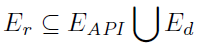 E_r ⊆ E_{API} ⋃ E_d